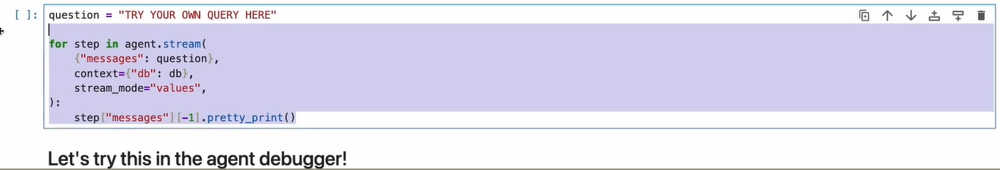 [ ]: question = "TRY YOUR OWN QUERY HERE"
for step in agent.stream(
    {"messages": question},
    context={"db": db},
    stream_mode="values",
):
    step["messages"][-1].pretty_print()
Let's try this in the agent debugger!